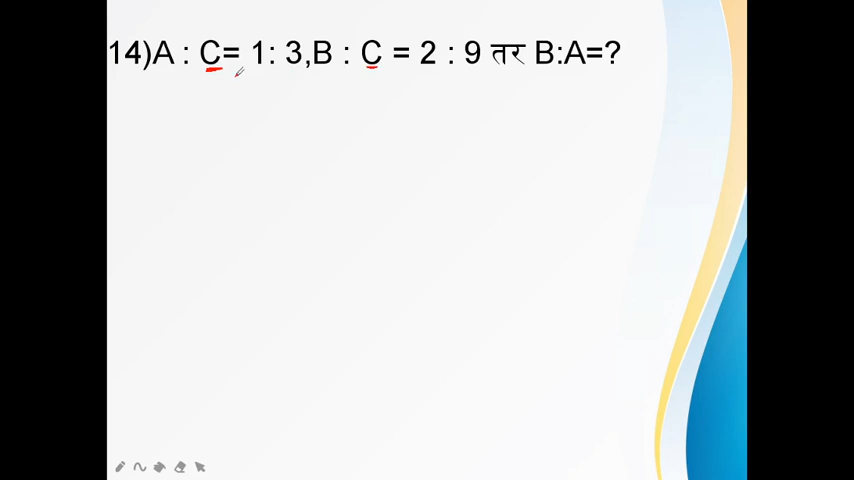 14)A : C= 1: 3,B : C = 2 : 9 तर B:A=?